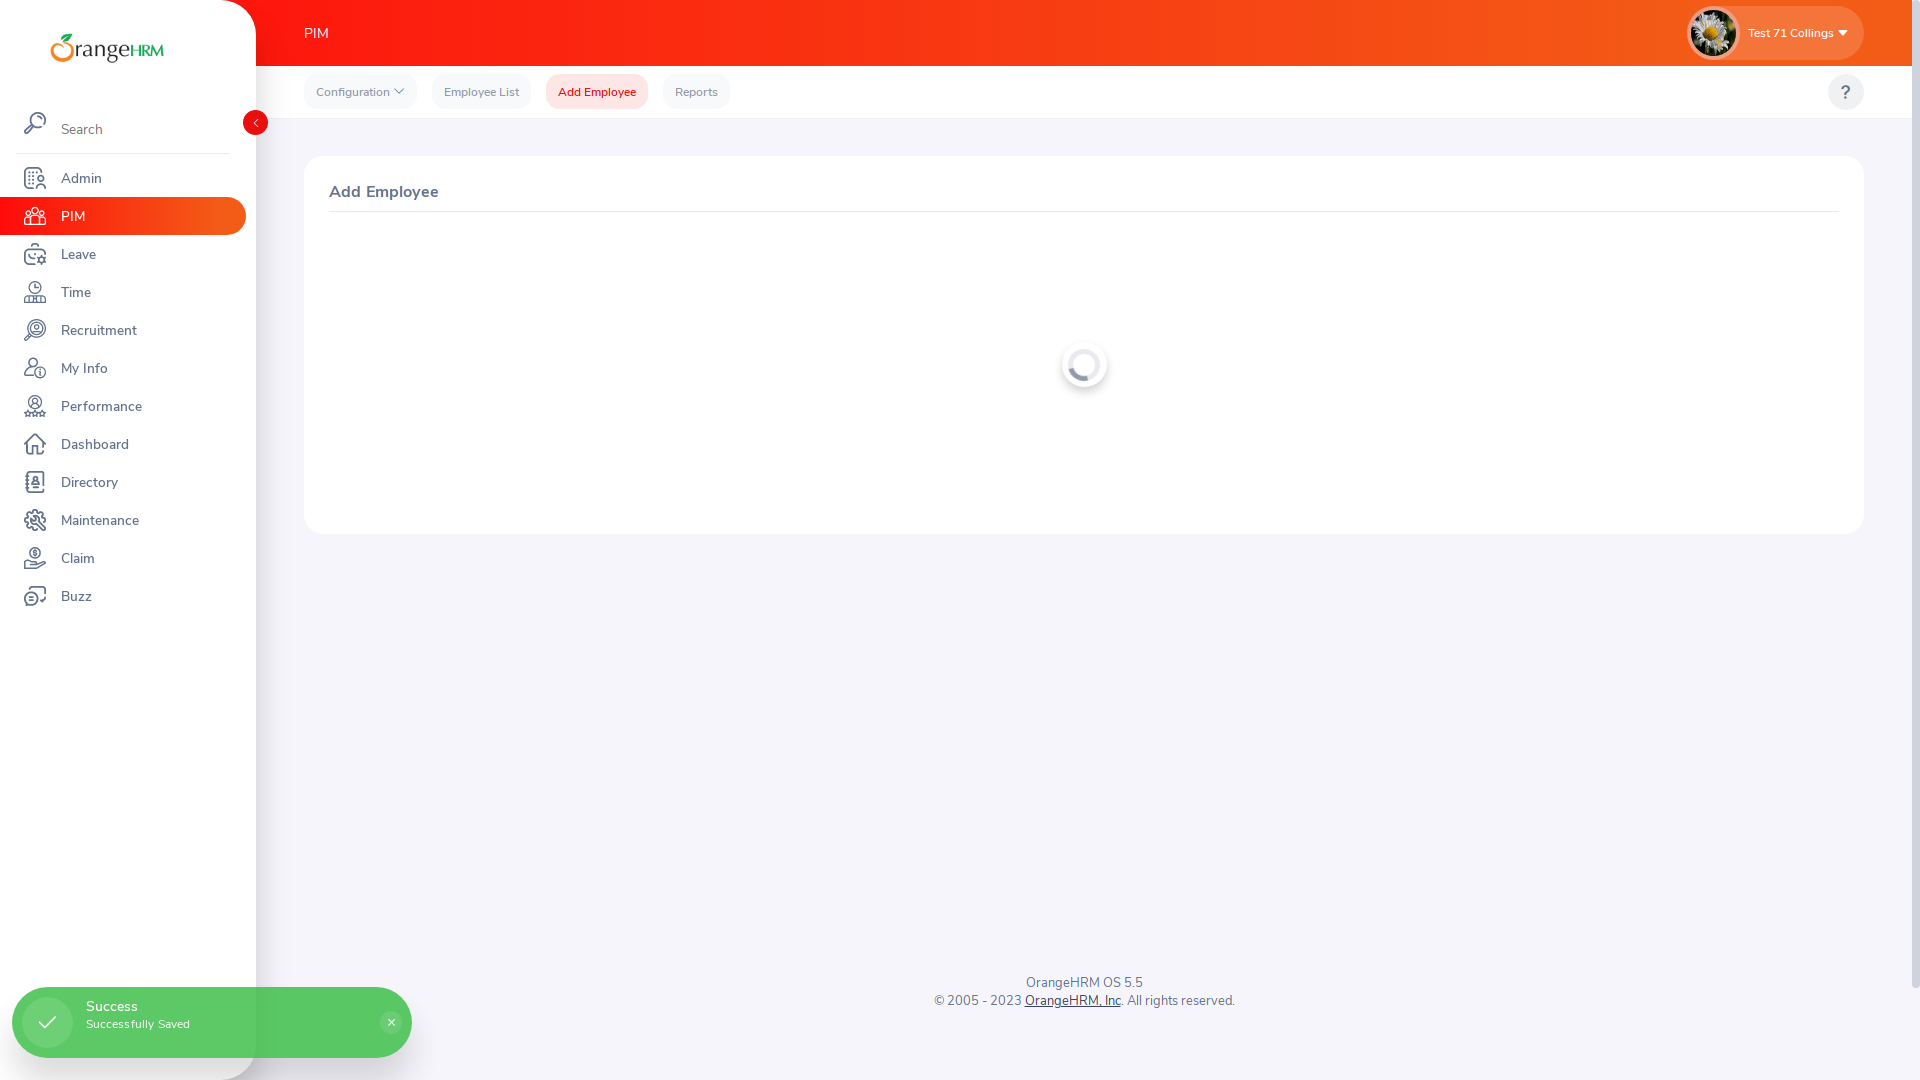 OrangeHRM
PIM
Test 71 Collings
Configuration
Employee List
Add Employee
Reports
?
Search
Admin
PIM
Leave
Time
Recruitment
My Info
Performance
Dashboard
Directory
Maintenance
Claim
Buzz
Add Employee
OrangeHRM OS 5.5
© 2005 - 2023 OrangeHRM, Inc. All rights reserved.
Success
Successfully Saved